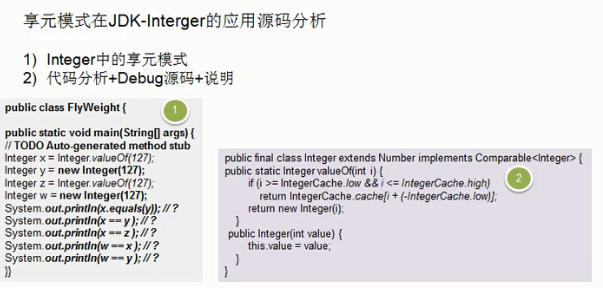 享元模式在JDK-Interger的应用源码分析
1) Integer中的享元模式
2) 代码分析+Debug源码+说明
public class FlyWeight {
1
public static void main(String[] args) {
// TODO Auto-generated method stub
Integer x = Integer.valueOf(127);
Integer y = new Integer(127);
Integer z = Integer.valueOf(127);
Integer w = new Integer(127);
System.out.println(x.equals(y)); // ?
System.out.println(x == y ); // ?
System.out.println(x == z ); // ?
System.out.println(w == x ); // ?
System.out.println(w == y ); // ?
}}
public final class Integer extends Number implements Comparable<Integer> {
public static Integer valueOf(int i) {
if (i >= IntegerCache.low && i <= IntegerCache.high)
2
return IntegerCache.cache[i + (-IntegerCache.low)];
return new Integer(i);
}
public Integer(int value) {
this.value = value;
}
}